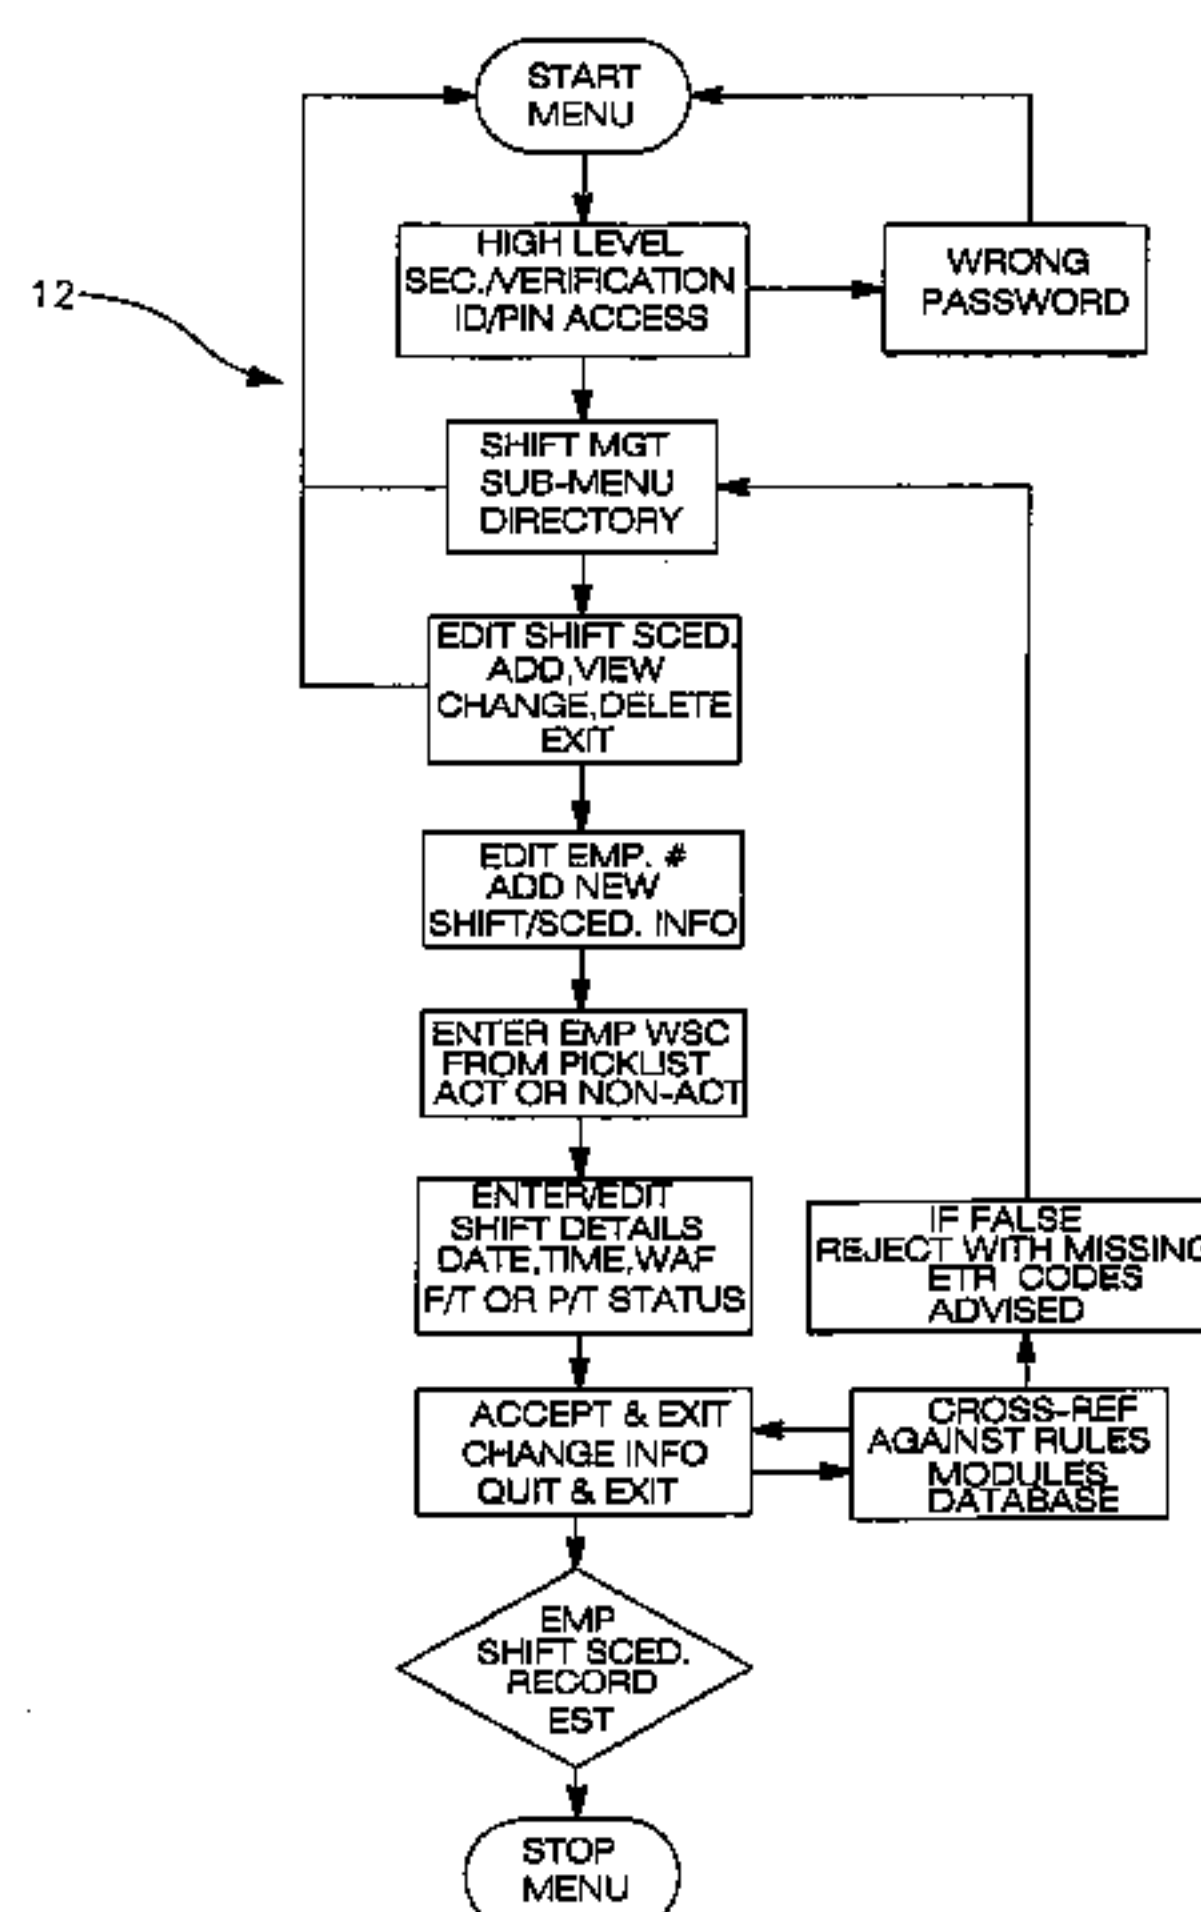 START
MENU
HIGH LEVEL
SEC./VERIFICATION
ID/PIN ACCESS
WRONG
PASSWORD
12
SHIFT MGT
SUB-MENU
DIRECTORY
EDIT SHIFT SCED.
ADD,VIEW
CHANGE,DELETE
EXIT
EDIT EMP. #
ADD NEW
SHIFT/SCED. INFO
ENTER EMP WSC
FROM PICKLIST
ACT OR NON-ACT
ENTER/EDIT
SHIFT DETAILS
DATE,TIME,WAF
F/T OR P/T STATUS
IF FALSE
REJECT WITH MISSING
ETR CODES
ADVISED
ACCEPT & EXIT
CHANGE INFO
QUIT & EXIT
CROSS-REF
AGAINST RULES
MODULES
DATABASE
EMP
SHIFT SCED.
RECORD
EST
STOP
MENU